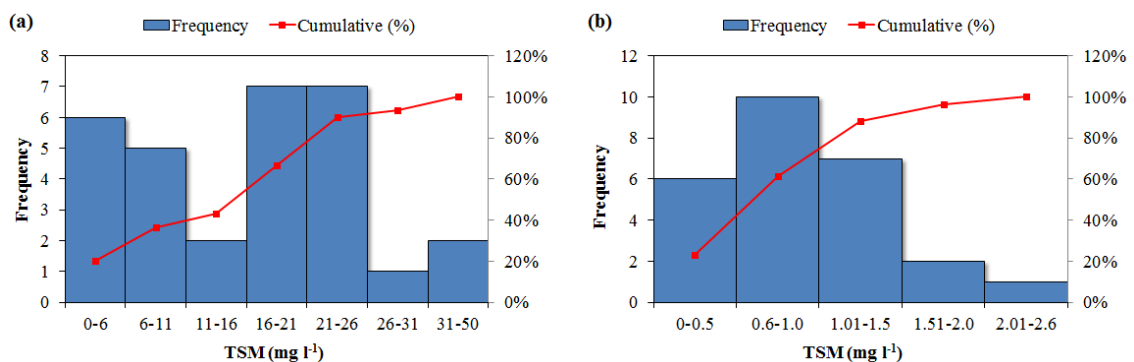 (a)
Frequency Cumulative (%)
8 120%
7 100%
6 80%
5 60%
4 40%
3 20%
2 0%
1
0
Frequency
0-6 6-11 11-16 16-21 21-26 26-31 31-50
TSM (mg l-1)
(b)
Frequency Cumulative (%)
12 120%
10 100%
8 80%
6 60%
4 40%
2 20%
0 0%
Frequency
0-0.5 0.6-1.0 1.01-1.5 1.51-2.0 2.01-2.6
TSM (mg l-1)